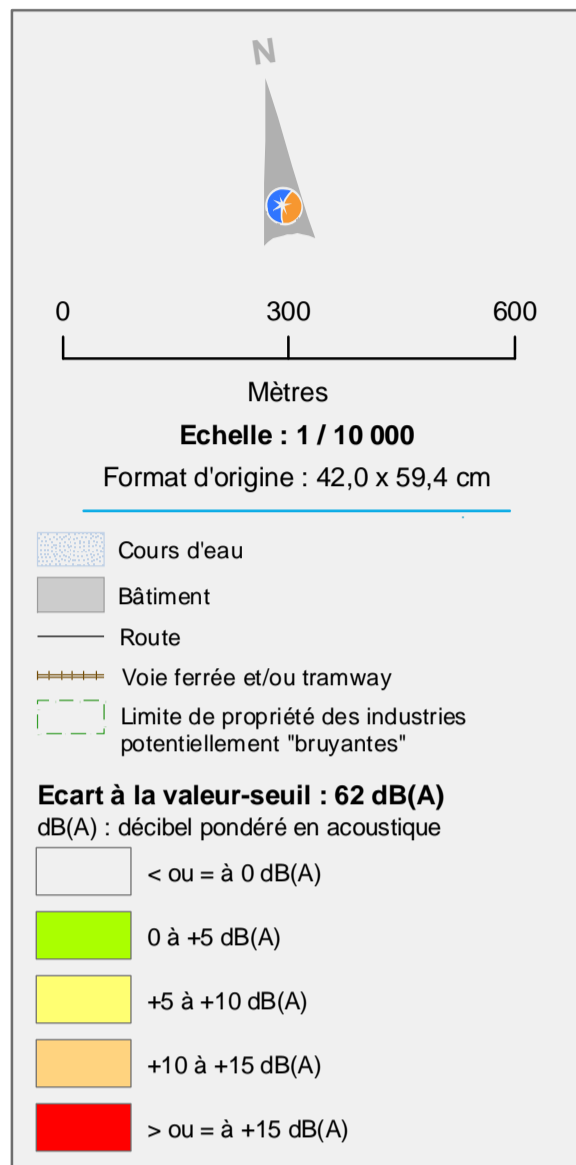 N
0 300 600
Mètres
Echelle : 1 / 10 000
Format d'origine : 42,0 x 59,4 cm
Cours d'eau
Bâtiment
Route
Voie ferrée et/ou tramway
Limite de propriété des industries
potentiellement "bruyantes"
Ecart à la valeur-seuil : 62 dB(A)
dB(A) : décibel pondéré en acoustique
< ou = à 0 dB(A)
0 à +5 dB(A)
+5 à +10 dB(A)
+10 à +15 dB(A)
> ou = à +15 dB(A)